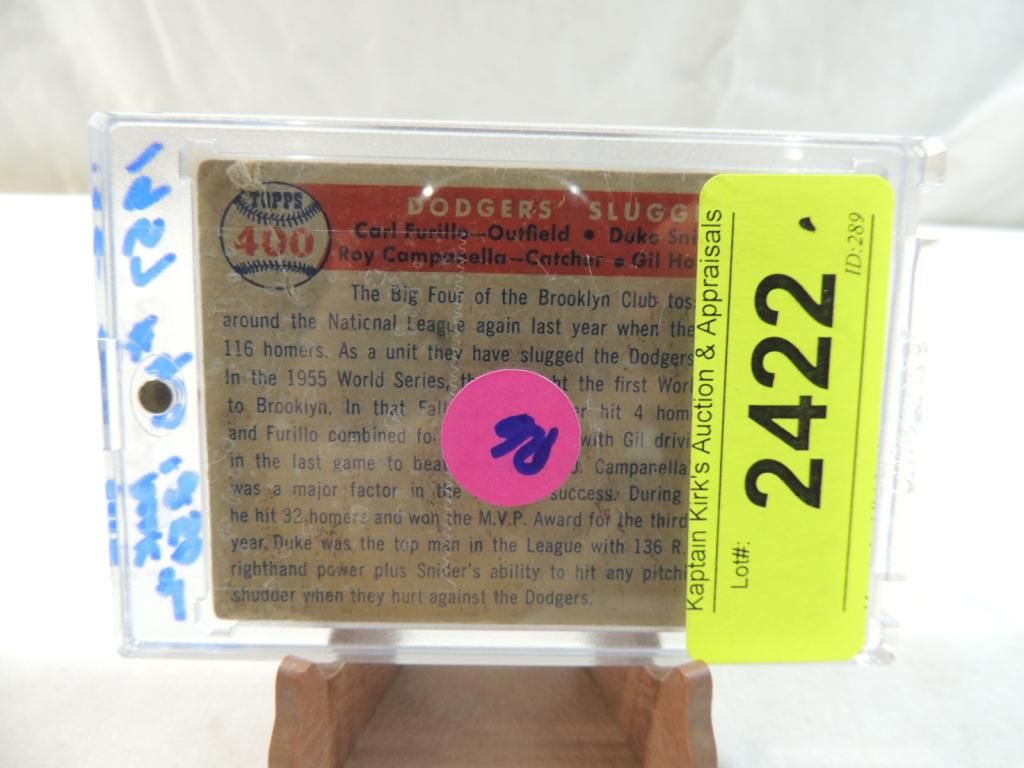 TOPPS
400
DODGERS' SLUGG
Carl Furillo—Outfield • Duke Sni
Roy Campanella—Catcher • Gil Ho
The Big Four of the Brooklyn Club tos
around the National League again last year when the
116 homers. As a unit they have slugged the Dodgers
In the 1955 World Series, th ht the first Worl
to Brooklyn. In that Fall er hit 4 hom
and Furillo combined fo with Gil drivi
in the last game to bea Campanella
was a major factor in the success. During
he hit 32 homers and won the M.V.P. Award for the third
year. Duke was the top man in the League with 136 R.
righthand power plus Snider's ability to hit any pitchi
shudder when they hurt against the Dodgers.
Kaptain Kirk's Auction & Appraisals
Lot#:
2422
ID:289